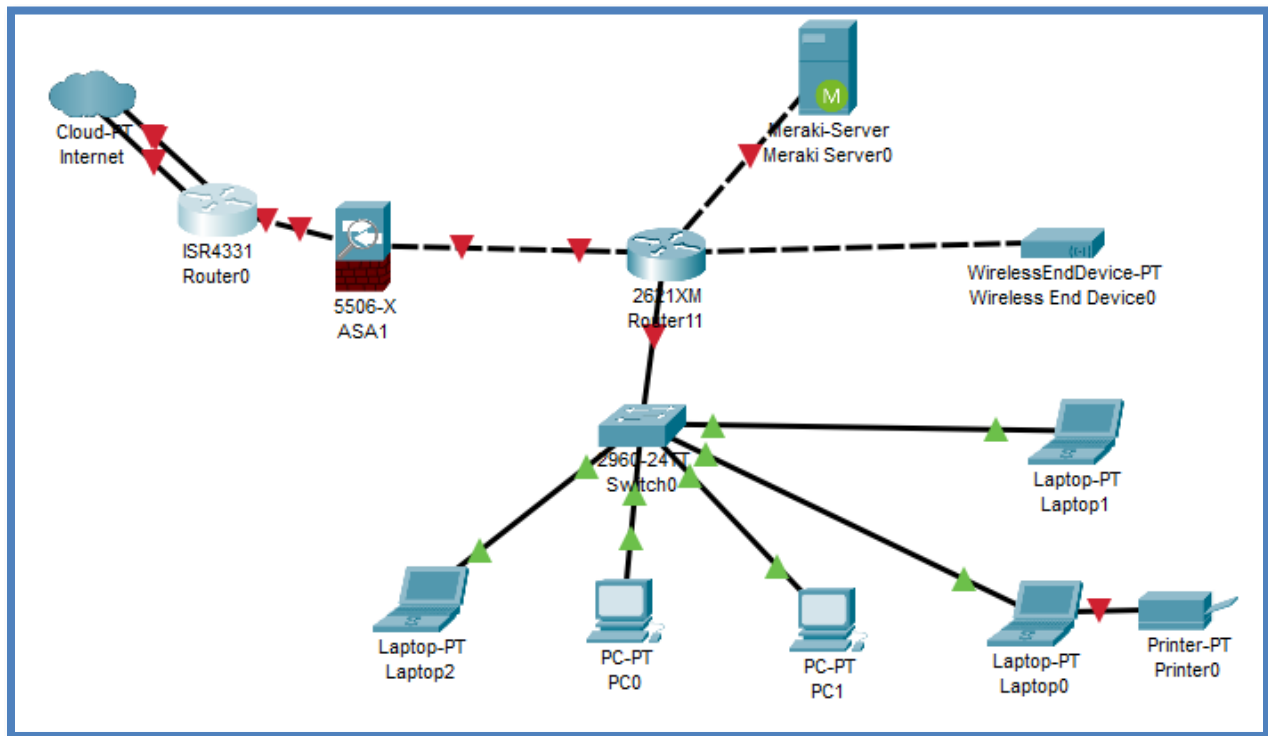 Cloud-PT
Internet
ISR4331
Router0
5506-X
ASA1
M
Meraki-Server
Meraki Server0
2621XM
Router11
WirelessEndDevice-PT
Wireless End Device0
2960-24TT
Switch0
Laptop-PT
Laptop1
Laptop-PT
Laptop2
PC-PT
PC0
PC-PT
PC1
Laptop-PT
Laptop0
Printer-PT
Printer0